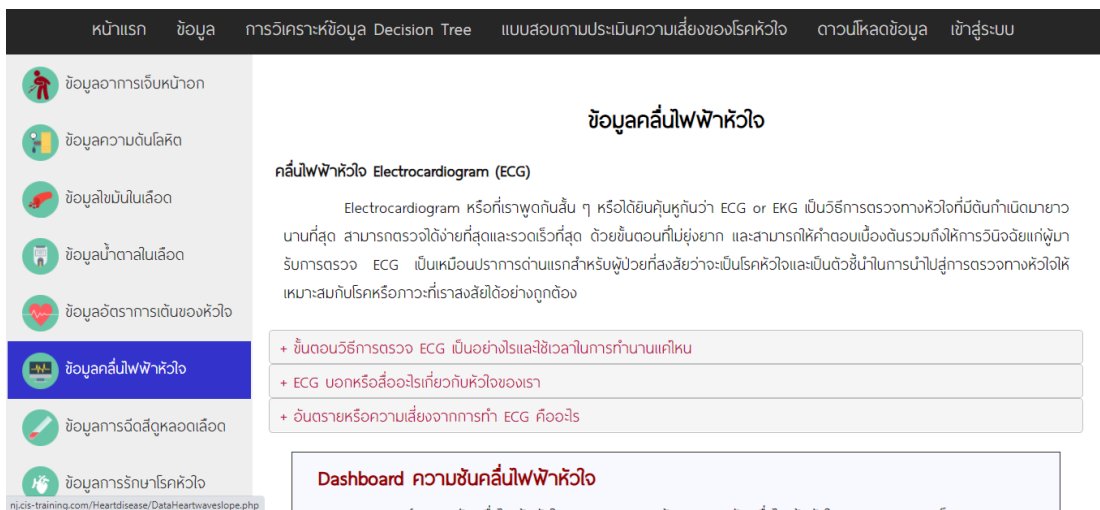 หน้าแรก ข้อมูล การวิเคราะห์ข้อมูล Decision Tree แบบสอบถามประเมินความเสี่ยงของโรคหัวใจ ดาวน์โหลดข้อมูล เข้าสู่ระบบ
ข้อมูลอาการเจ็บหน้าอก
ข้อมูลความดันโลหิต
ข้อมูลไขมันในเลือด
ข้อมูลน้ำตาลในเลือด
ข้อมูลอัตราการเต้นของหัวใจ
ข้อมูลคลื่นไฟฟ้าหัวใจ
ข้อมูลการฉีดสีดูหลอดเลือด
ข้อมูลการรักษาโรคหัวใจ
nj.cis-training.com/Heartdisease/DataHeartwaveslope.php
ข้อมูลคลื่นไฟฟ้าหัวใจ
คลื่นไฟฟ้าหัวใจ Electrocardiogram (ECG)
Electrocardiogram หรือที่เราพูดกันสั้น ๆ หรือได้ยินคุ้นหูกันว่า ECG or EKG เป็นวิธีการตรวจทางหัวใจที่มีต้นกำเนิดมายาว
นานที่สุด สามารถตรวจได้ง่ายที่สุดและรวดเร็วที่สุด ด้วยขั้นตอนที่ไม่ยุ่งยาก และสามารถให้คำตอบเบื้องต้นรวมถึงให้การวินิจฉัยแก่ผู้มา
รับการตรวจ ECG เป็นเหมือนปราการด่านแรกสำหรับผู้ป่วยที่สงสัยว่าจะเป็นโรคหัวใจและเป็นตัวชี้นำในการนำไปสู่การตรวจทางหัวใจให้
เหมาะสมกับโรคหรือภาวะที่เราสงสัยได้อย่างถูกต้อง
+ ขั้นตอนวิธีการตรวจ ECG เป็นอย่างไรและใช้เวลาในการทำนานแค่ไหน
+ ECG บอกหรือสื่ออะไรเกี่ยวกับหัวใจของเรา
+ อันตรายหรือความเสี่ยงจากการทำ ECG คืออะไร
Dashboard ความชันคลื่นไฟฟ้าหัวใจ